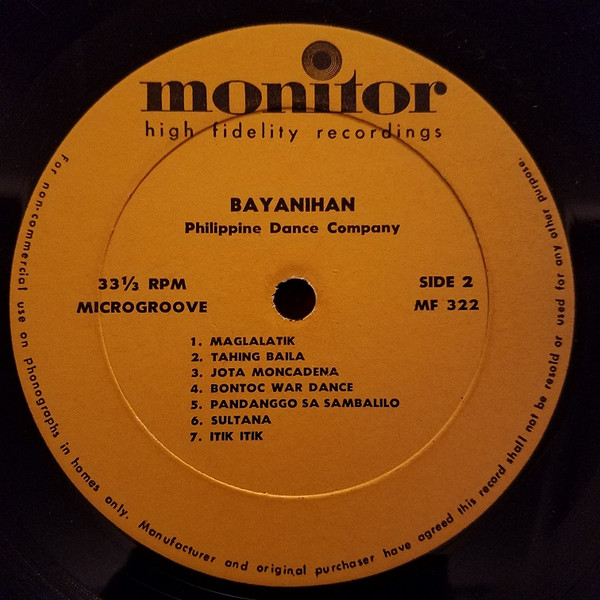 monitor
high fidelity recordings
BAYANIHAN
Philippine Dance Company
33⅓ RPM
MICROGROOVE
SIDE 2
MF 322
1. MAGLALATIK
2. TAHING BAILA
3. JOTA MONCADENA
4. BONTOC WAR DANCE
5. PANDANGGO SA SAMBALILO
6. SULTANA
7. ITIK ITIK
For non-commercial use on phonographs in homes only. Manufacturer and original purchaser have agreed this record shall not be resold or used for any other purpose.